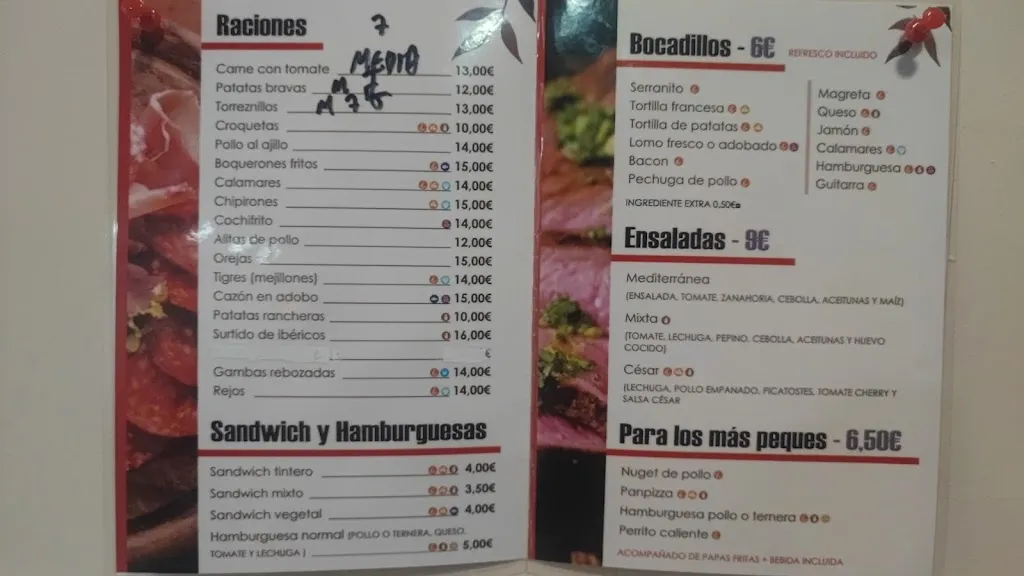 Raciones 7
MEDIA
Carne con tomate 13,00€
Patatas bravas M 12,00€
Torreznillos M 7 € 13,00€
Croquetas 10,00€
Pollo al ajillo 14,00€
Boquerones fritos 15,00€
Calamares 14,00€
Chipirones 15,00€
Cochifrito 14,00€
Alitas de pollo 12,00€
Orejas 15,00€
Tigres (mejillones) 14,00€
Cazón en adobo 15,00€
Patatas rancheras 10,00€
Surtido de ibéricos 16,00€
€
Gambas rebozadas 14,00€
Rejos 14,00€
Sandwich y Hamburguesas
Sandwich tintero 4,00€
Sandwich mixto 3,50€
Sandwich vegetal 4,00€
Hamburguesa normal (POLLO O TERNERA, QUESO,
TOMATE Y LECHUGA ) 5,00€
Bocadillos - 6€ REFRESCO INCLUIDO
Serranito
Tortilla francesa
Tortilla de patatas
Lomo fresco o adobado
Bacon
Pechuga de pollo
INGREDIENTE EXTRA 0,50€
Magreta
Queso
Jamón
Calamares
Hamburguesa
Guitarra
Ensaladas - 9€
Mediterránea
(ENSALADA, TOMATE, ZANAHORIA, CEBOLLA, ACEITUNAS Y MAÍZ)
Mixta
(TOMATE, LECHUGA, PEPINO, CEBOLLA, ACEITUNAS Y HUEVO
COCIDO)
César
(LECHUGA, POLLO EMPANADO, PICATOSTES, TOMATE CHERRY Y
SALSA CÉSAR
Para los más peques - 6,50€
Nuget de pollo
Panpizza
Hamburguesa pollo o ternera
Perrito caliente
ACOMPAÑADO DE PAPAS FRITAS + BEBIDA INCLUIDA